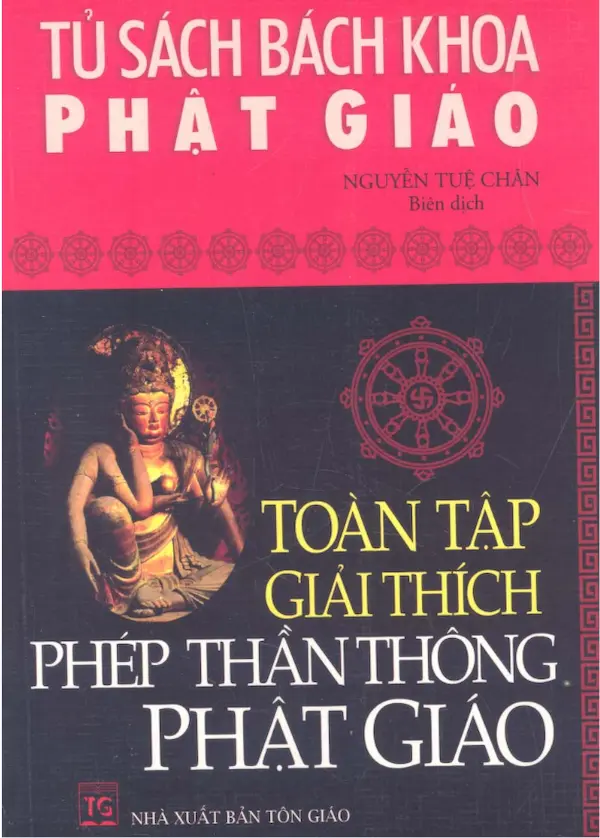 TỦ SÁCH BÁCH KHOA
PHẬT GIÁO
NGUYỄN TUỆ CHÂN
Biên dịch
TOÀN TẬP
GIẢI THÍCH
PHÉP THẦN THÔNG
PHẬT GIÁO
TG
NHÀ XUẤT BẢN TÔN GIÁO